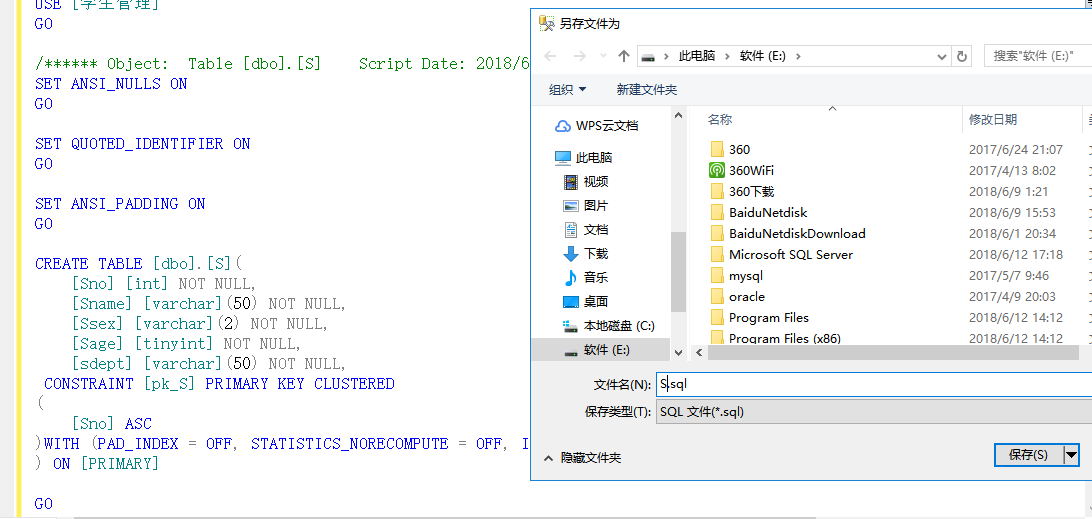 USE [学生管理]
GO
/****** Object:  Table [dbo].[S]    Script Date: 2018/6
SET ANSI_NULLS ON
GO
SET QUOTED_IDENTIFIER ON
GO
SET ANSI_PADDING ON
GO
CREATE TABLE [dbo].[S](
[Sno] [int] NOT NULL,
[Sname] [varchar](50) NOT NULL,
[Ssex] [varchar](2) NOT NULL,
[Sage] [tinyint] NOT NULL,
[sdept] [varchar](50) NOT NULL,
CONSTRAINT [pk_S] PRIMARY KEY CLUSTERED
(
[Sno] ASC
)WITH (PAD_INDEX = OFF, STATISTICS_NORECOMPUTE = OFF, I
) ON [PRIMARY]
GO
另存文件为
此电脑 › 软件 (E:) ›
搜索"软件 (E:)"
组织
新建文件夹
WPS云文档
此电脑
视频
图片
文档
下载
音乐
桌面
本地磁盘 (C:)
软件 (E:)
名称 修改日期
360 2017/6/24 21:07
360WiFi 2017/4/13 8:02
360下载 2018/6/9 1:21
BaiduNetdisk 2018/6/9 15:53
BaiduNetdiskDownload 2018/6/1 20:34
Microsoft SQL Server 2018/6/12 17:18
mysql 2017/5/7 9:46
oracle 2017/4/9 20:03
Program Files 2018/6/12 14:12
Program Files (x86) 2018/6/12 14:12
文件名(N): S.sql
保存类型(T): SQL 文件(*.sql)
隐藏文件夹
保存(S)